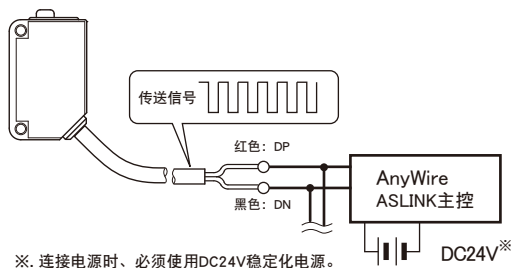 传送信号
红色：DP
黑色：DN
AnyWire
ASLINK主控
DC24V※
※. 连接电源时、必须使用DC24V稳定化电源。